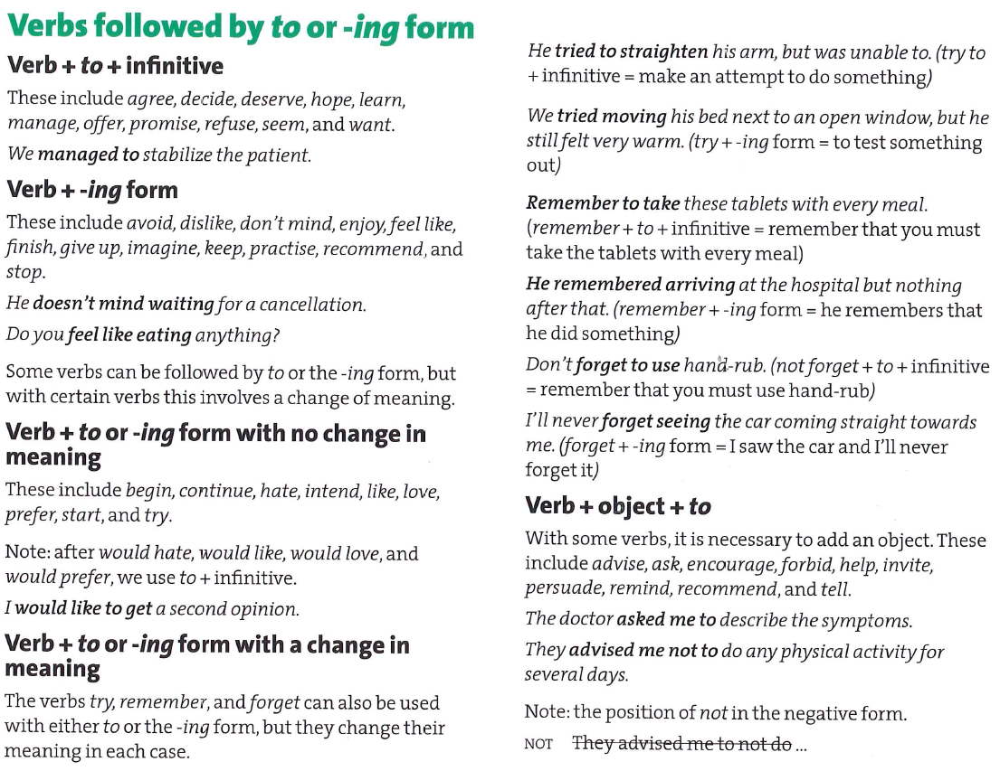 Verbs followed by to or -ing form
Verb + to + infinitive
These include agree, decide, deserve, hope, learn,
manage, offer, promise, refuse, seem, and want.
We managed to stabilize the patient.
Verb + -ing form
These include avoid, dislike, don't mind, enjoy, feel like,
finish, give up, imagine, keep, practise, recommend, and
stop.
He doesn't mind waiting for a cancellation.
Do you feel like eating anything?
Some verbs can be followed by to or the -ing form, but
with certain verbs this involves a change of meaning.
Verb + to or -ing form with no change in
meaning
These include begin, continue, hate, intend, like, love,
prefer, start, and try.
Note: after would hate, would like, would love, and
would prefer, we use to + infinitive.
I would like to get a second opinion.
Verb + to or -ing form with a change in
meaning
The verbs try, remember, and forget can also be used
with either to or the -ing form, but they change their
meaning in each case.
He tried to straighten his arm, but was unable to. (try to
+ infinitive = make an attempt to do something)
We tried moving his bed next to an open window, but he
still felt very warm. (try + -ing form = to test something
out)
Remember to take these tablets with every meal.
(remember + to + infinitive = remember that you must
take the tablets with every meal)
He remembered arriving at the hospital but nothing
after that. (remember + -ing form = he remembers that
he did something)
Don't forget to use hand-rub. (not forget + to + infinitive
= remember that you must use hand-rub)
I'll never forget seeing the car coming straight towards
me. (forget + -ing form = I saw the car and I'll never
forget it)
Verb + object + to
With some verbs, it is necessary to add an object. These
include advise, ask, encourage, forbid, help, invite,
persuade, remind, recommend, and tell.
The doctor asked me to describe the symptoms.
They advised me not to do any physical activity for
several days.
Note: the position of not in the negative form.
NOT They advised me to not do ...